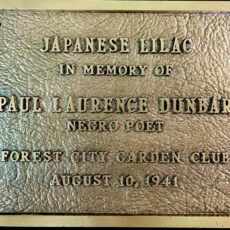 JAPANESE LILAC
IN MEMORY OF
PAUL LAURENCE DUNBAR
NEGRO POET
FOREST CITY GARDEN CLUB
AUGUST 10, 1941